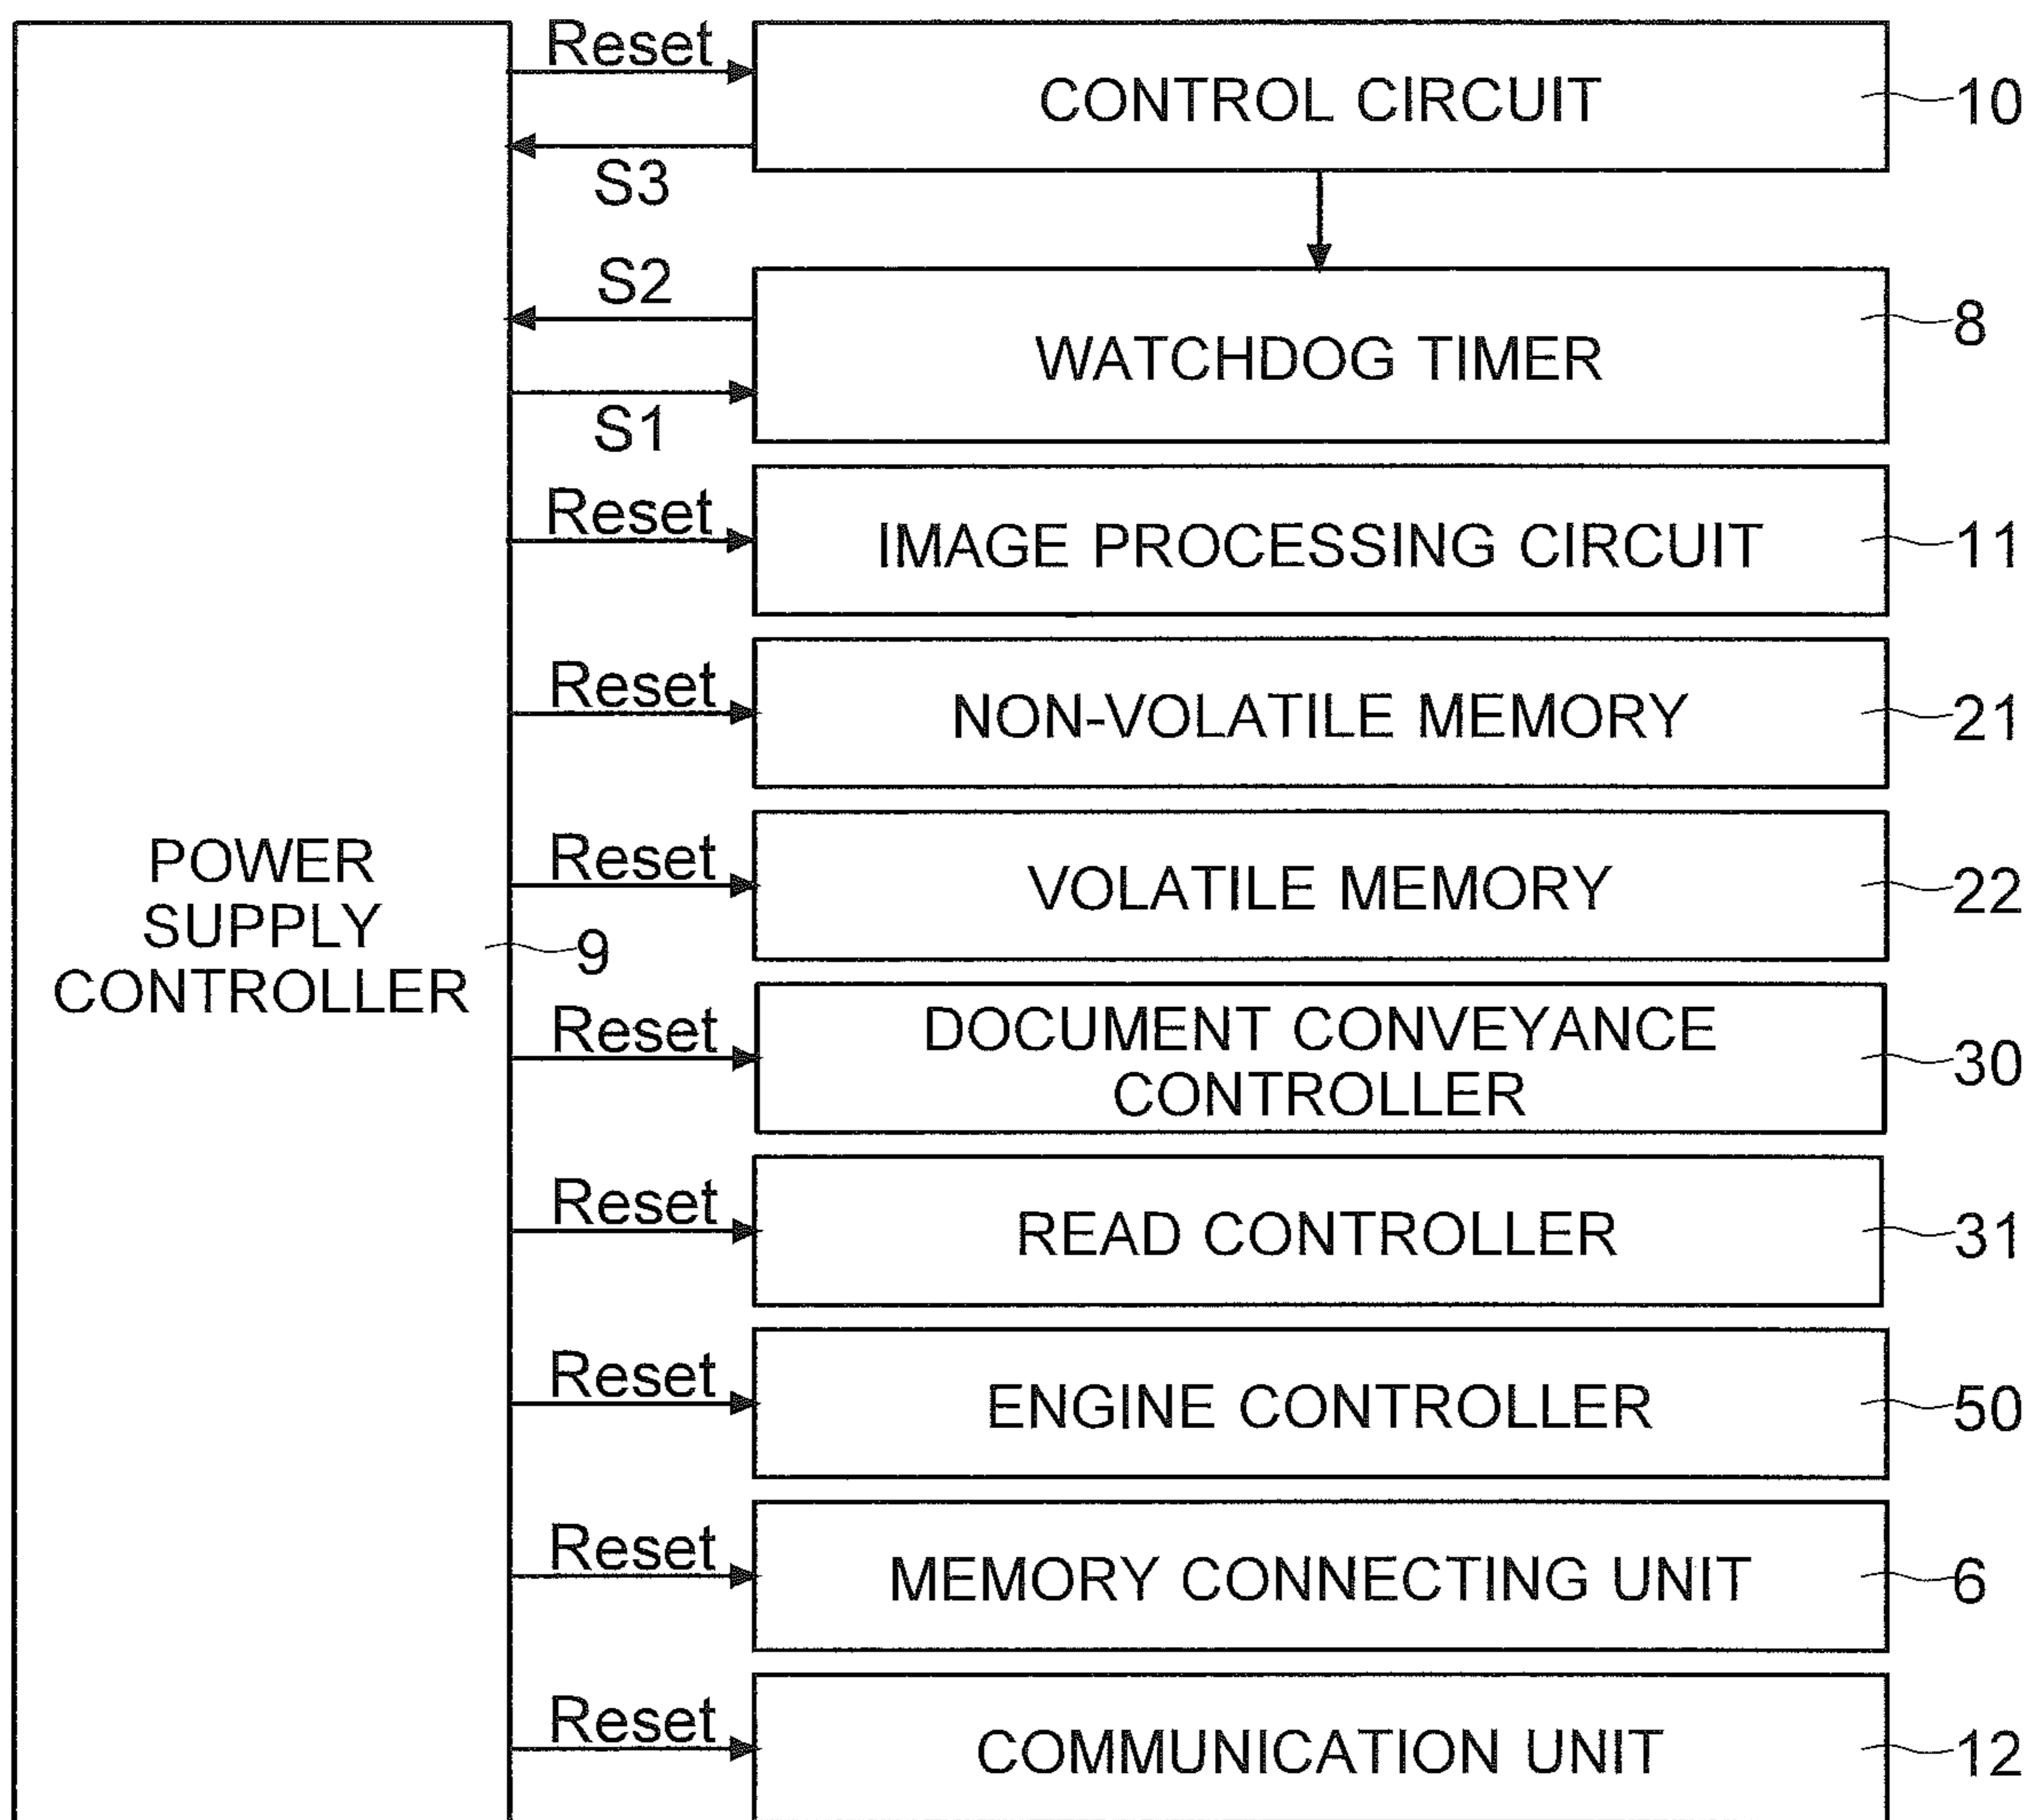 Reset
CONTROL CIRCUIT
10
S3
S2
WATCHDOG TIMER
8
S1
Reset
IMAGE PROCESSING CIRCUIT
11
Reset
NON-VOLATILE MEMORY
21
Reset
VOLATILE MEMORY
22
POWER
SUPPLY
CONTROLLER
9
Reset
DOCUMENT CONVEYANCE
CONTROLLER
30
Reset
READ CONTROLLER
31
Reset
ENGINE CONTROLLER
50
Reset
MEMORY CONNECTING UNIT
6
Reset
COMMUNICATION UNIT
12